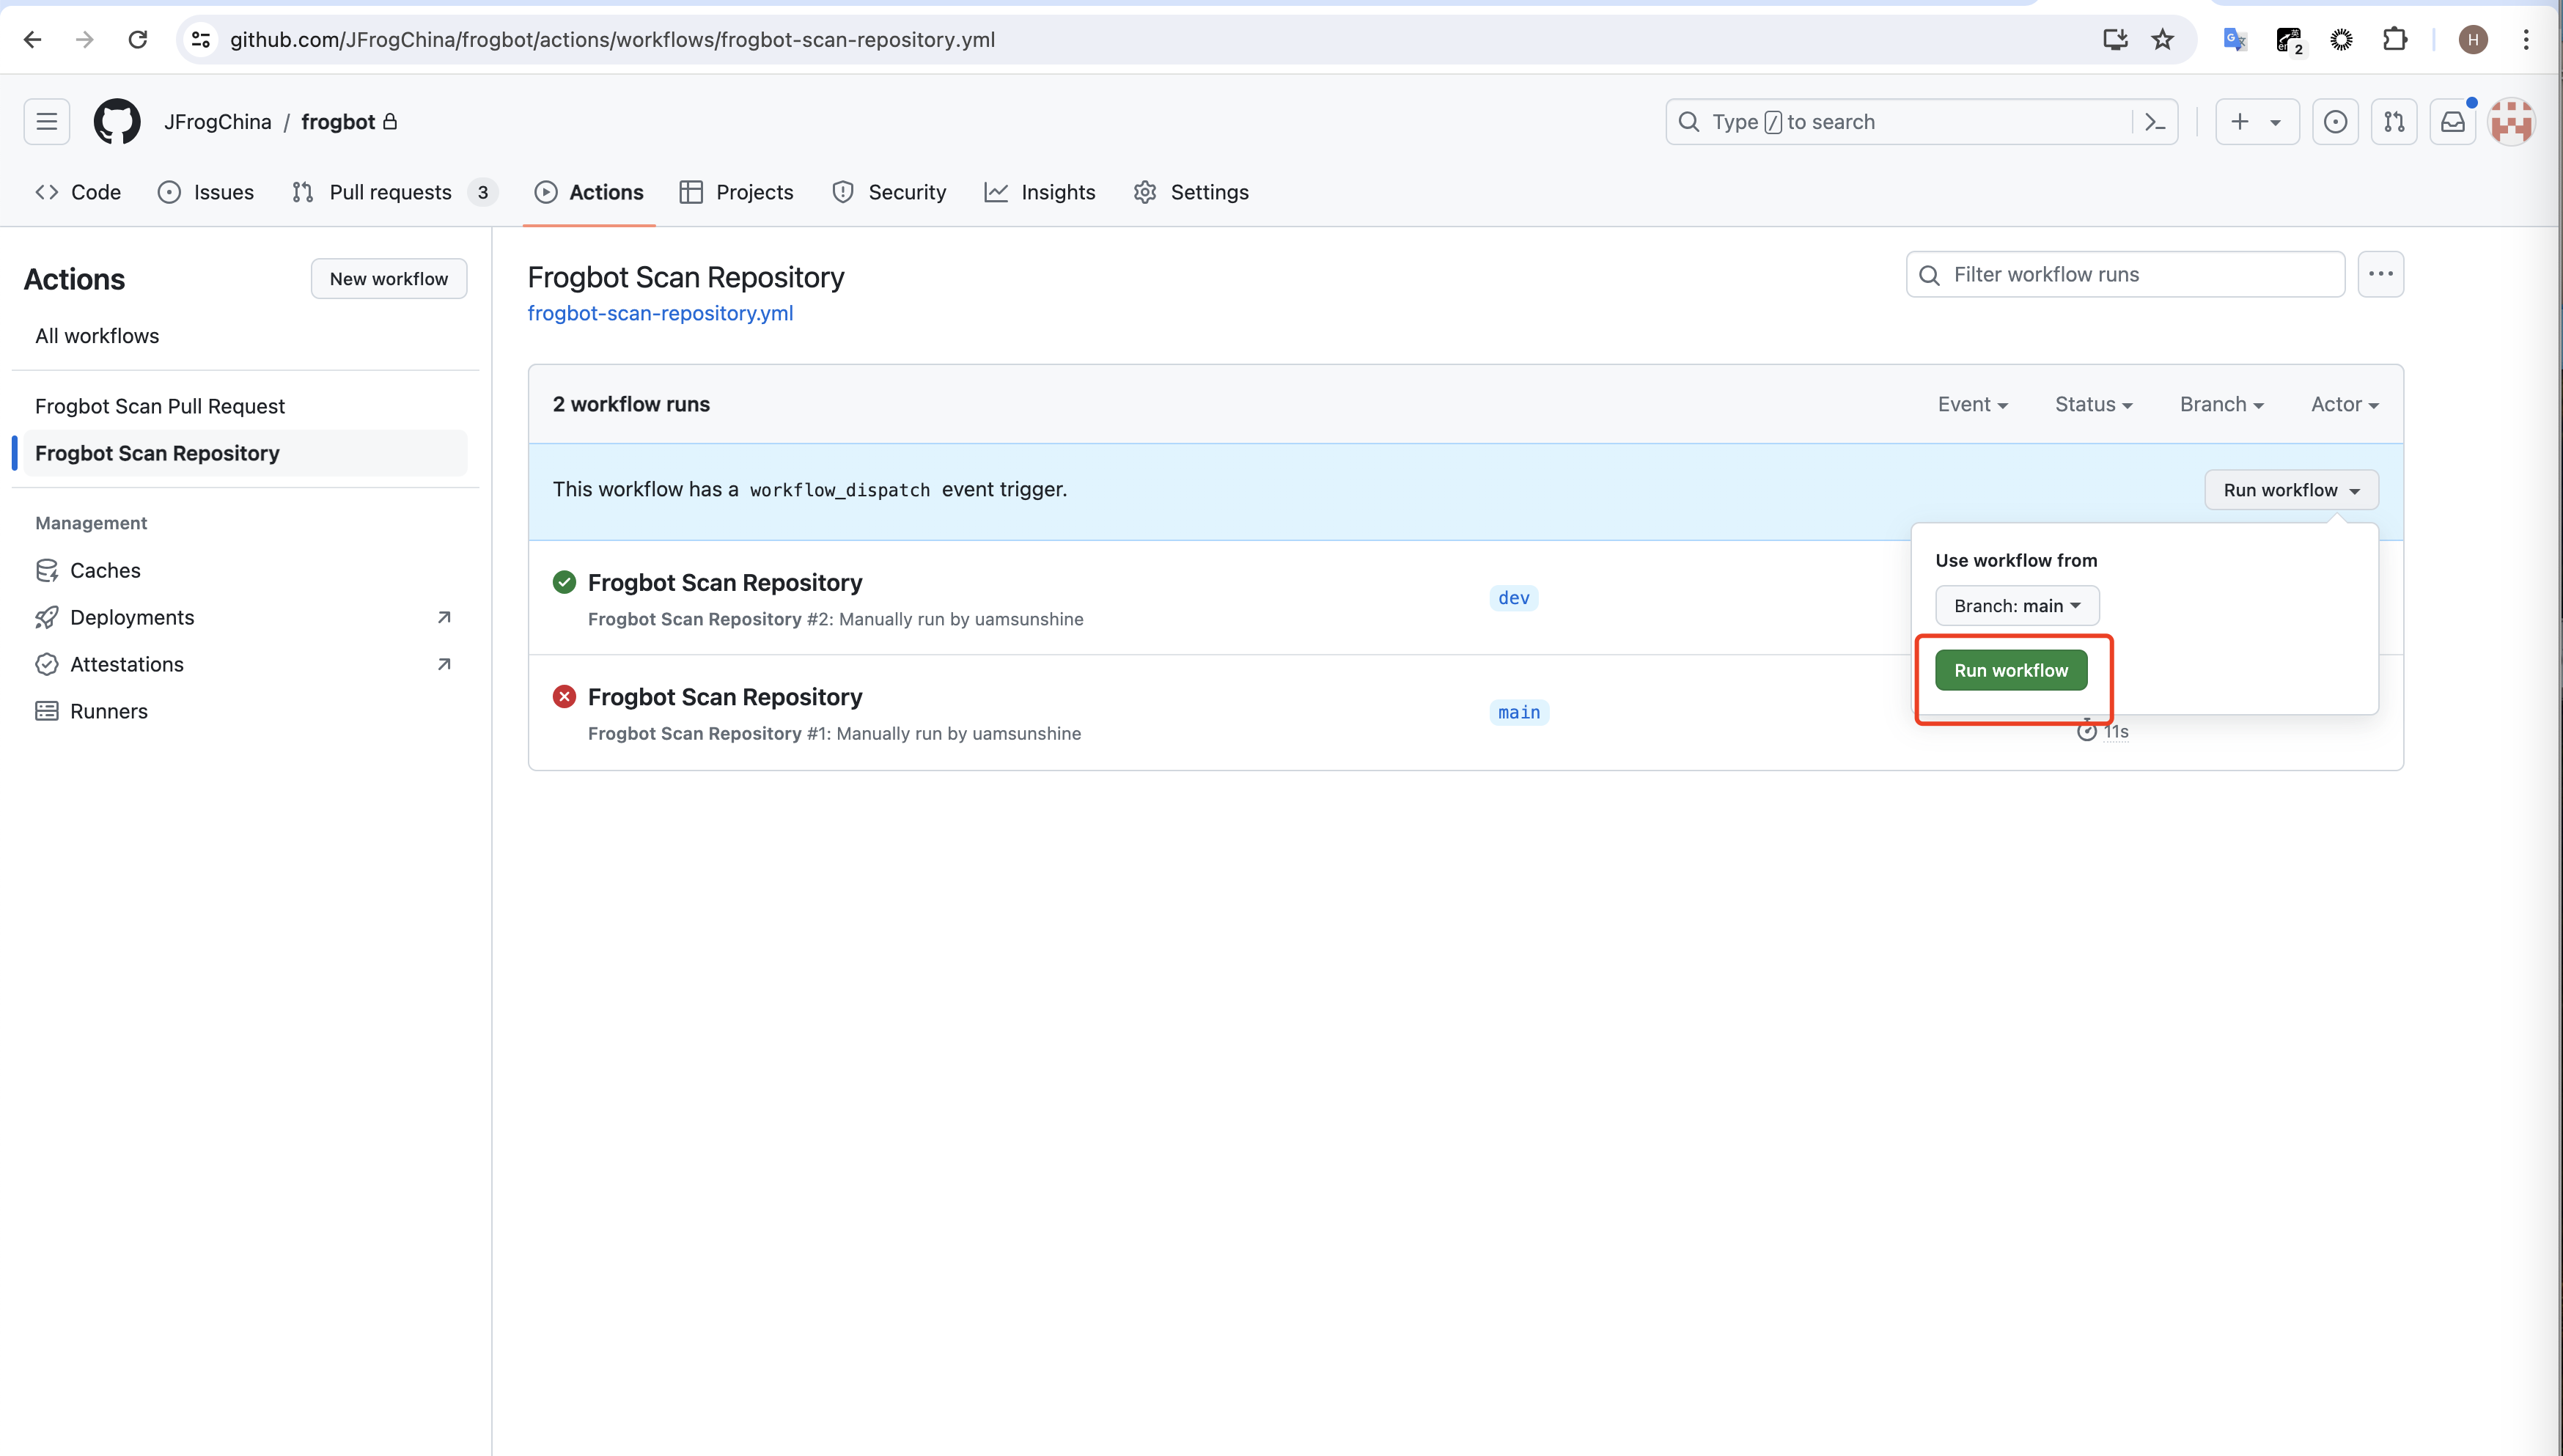 github.com/JFrogChina/frogbot/actions/workflows/frogbot-scan-repository.yml
2
H
JFrogChina / frogbot
Type / to search
Code
Issues
Pull requests 3
Actions
Projects
Security
Insights
Settings
Actions
New workflow
All workflows
Frogbot Scan Pull Request
Frogbot Scan Repository
Management
Caches
Deployments
Attestations
Runners
Frogbot Scan Repository
frogbot-scan-repository.yml
Filter workflow runs
2 workflow runs
Event
Status
Branch
Actor
This workflow has a workflow_dispatch event trigger.
Run workflow
Use workflow from
Branch: main
Run workflow
Frogbot Scan Repository
Frogbot Scan Repository #2: Manually run by uamsunshine
dev
Frogbot Scan Repository
Frogbot Scan Repository #1: Manually run by uamsunshine
main
11s